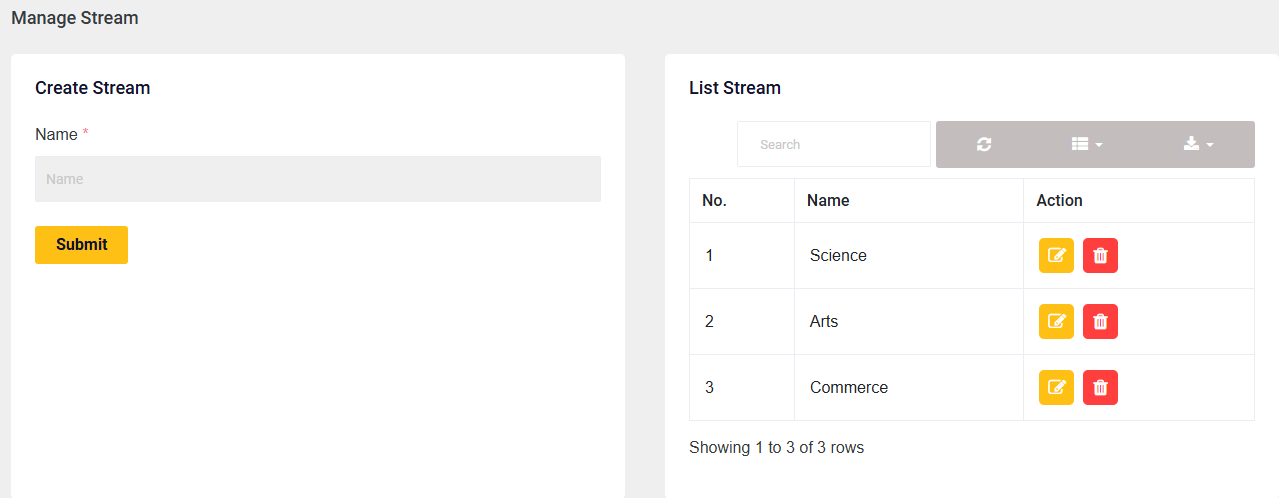 Manage Stream
Create Stream
Name *
Name
Submit
List Stream
Search
No. Name Action
1 Science
2 Arts
3 Commerce
Showing 1 to 3 of 3 rows